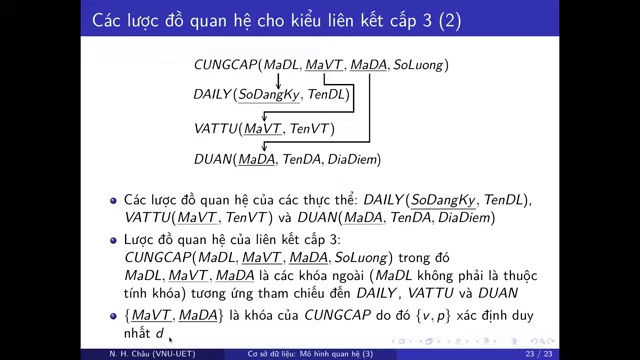 Các lược đồ quan hệ cho kiểu liên kết cấp 3 (2)
CUNGCAP(MaDL, MaVT, MaDA, SoLuong)
DAILY(SoDangKy, TenDL)
VATTU(MaVT, TenVT)
DUAN(MaDA, TenDA, DiaDiem)
Các lược đồ quan hệ của các thực thể: DAILY(SoDangKy, TenDL),
VATTU(MaVT, TenVT) và DUAN(MaDA, TenDA, DiaDiem)
Lược đồ quan hệ của liên kết cấp 3:
CUNGCAP(MaDL, MaVT, MaDA, SoLuong) trong đó
MaDL, MaVT, MaDA là các khóa ngoài (MaDL không phải là thuộc
tính khóa) tương ứng tham chiếu đến DAILY, VATTU và DUAN
{MaVT, MaDA} là khóa của CUNGCAP do đó {v, p} xác định duy
nhất d
N. H. Châu (VNU-UET) Cơ sở dữ liệu: Mô hình quan hệ (3) 23 / 23